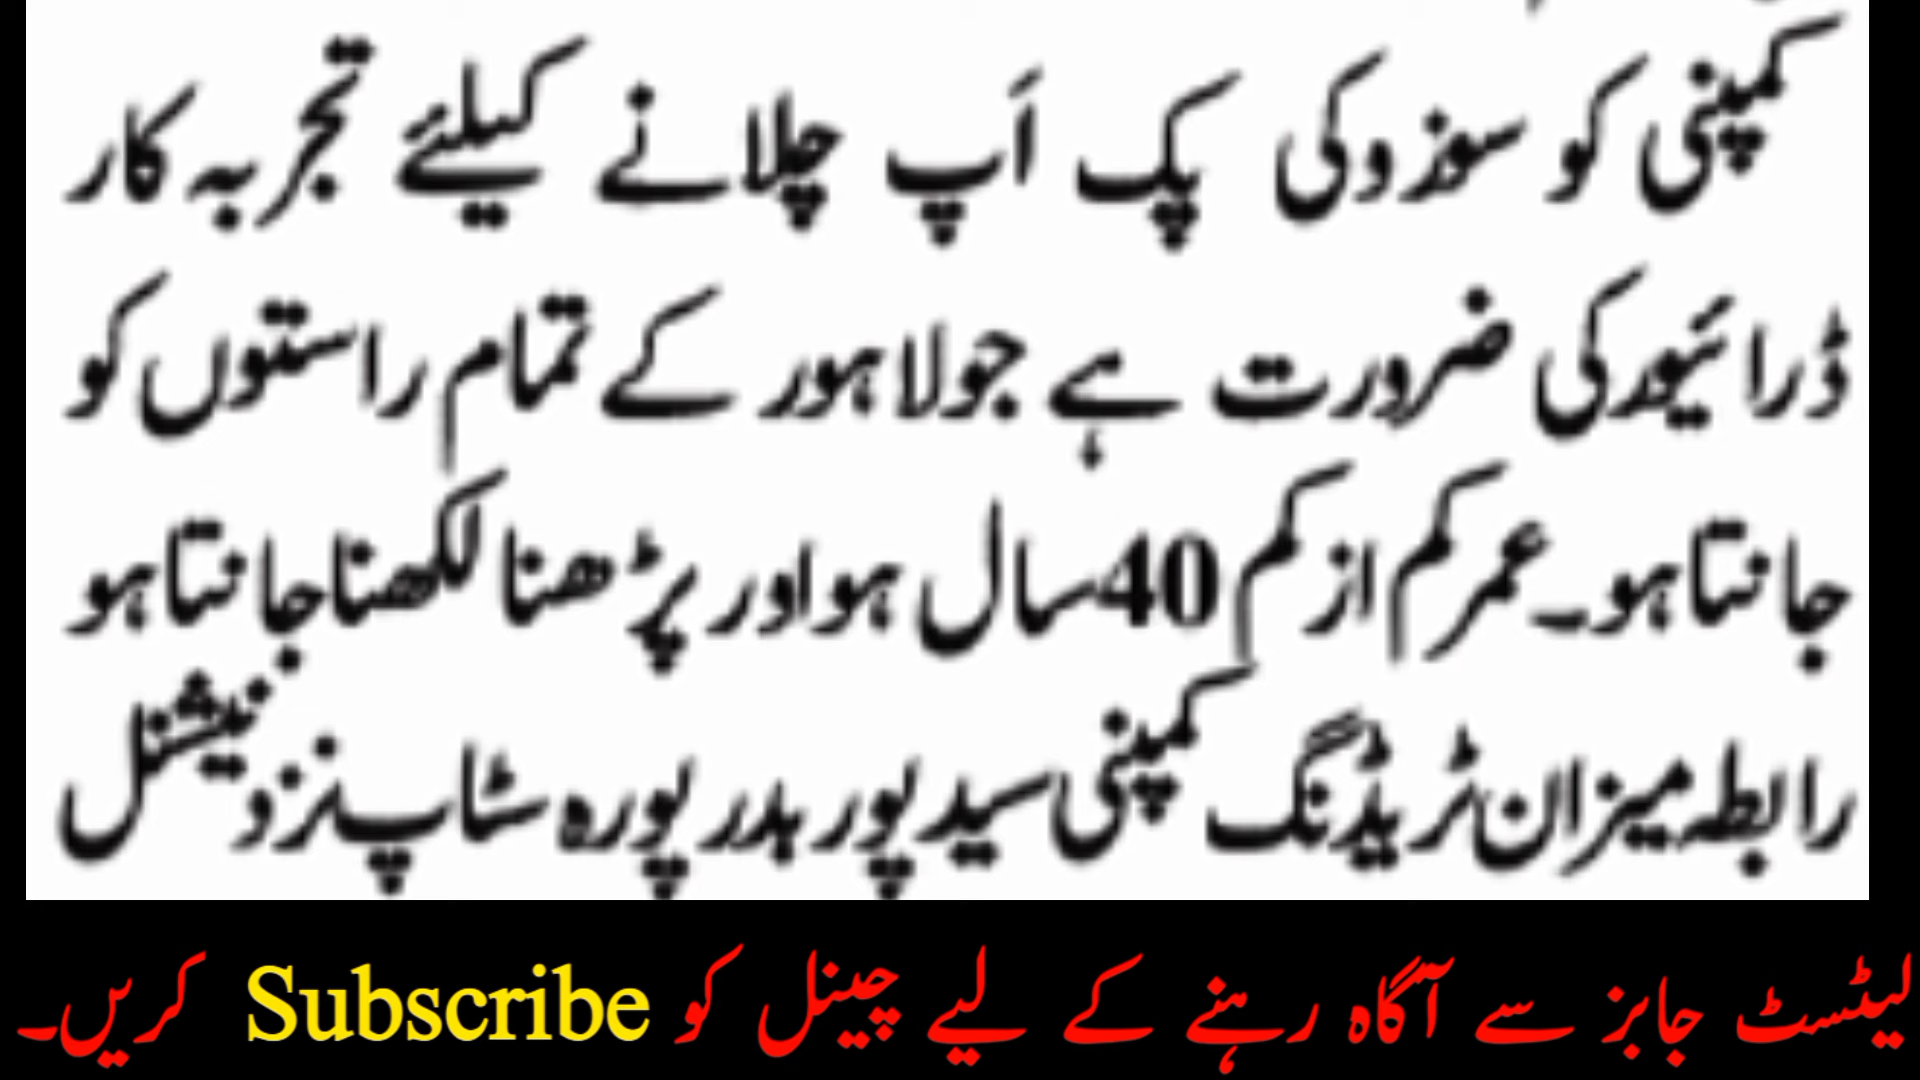 کمپنی کو سوزوکی پک اَپ چلانے کیلئے تجربہ کار
ڈرائیور کی ضرورت ہے جو لاہور کے تمام راستوں کو
جانتا ہو۔ عمر کم از کم 40 سال ہو اور پڑھنا لکھنا جانتا ہو
رابطہ میزان ٹریڈنگ کمپنی سید پور بدر پورہ سٹاپ نزد نیشنل
لیٹسٹ جابز سے آگاہ رہنے کے لیے چینل کو Subscribe کریں۔